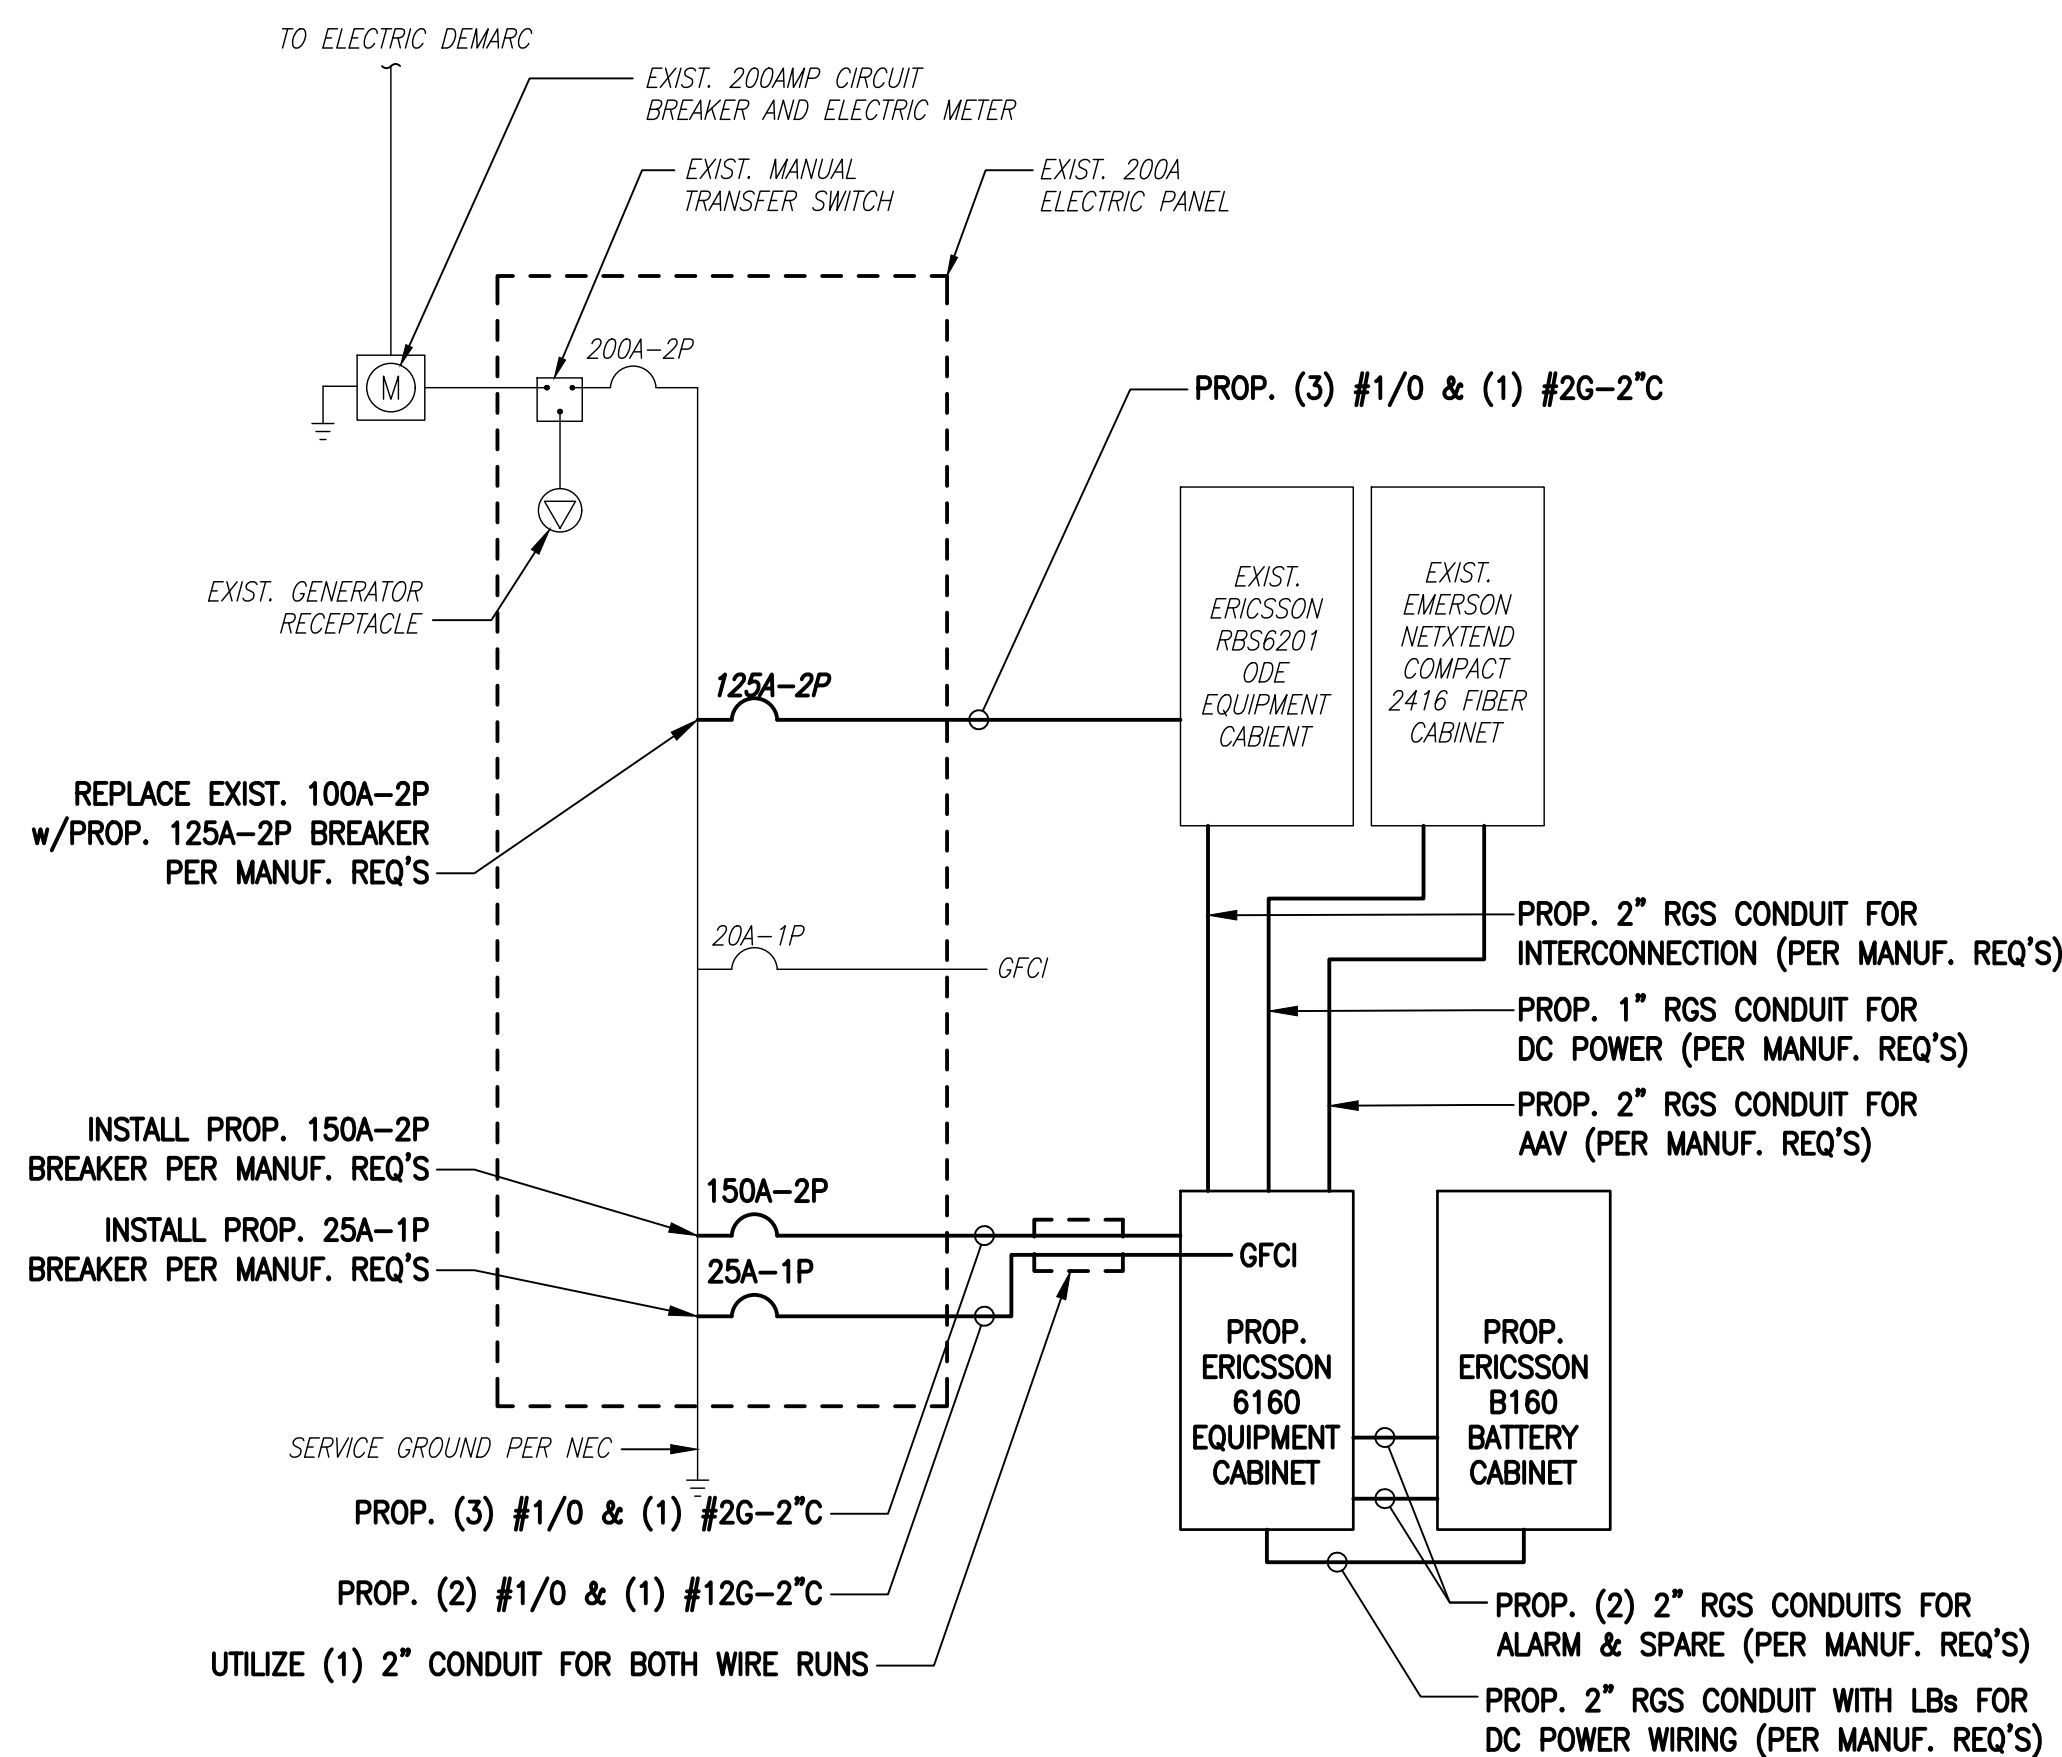 TO ELECTRIC DEMARC
EXIST. 200AMP CIRCUIT
BREAKER AND ELECTRIC METER
EXIST. MANUAL
TRANSFER SWITCH
EXIST. 200A
ELECTRIC PANEL
200A-2P
M
PROP. (3) #1/0 & (1) #2G-2"C
EXIST. GENERATOR
RECEPTACLE
EXIST.
ERICSSON
RBS6201
ODE
EQUIPMENT
CABIENT
EXIST.
EMERSON
NETXTEND
COMPACT
2416 FIBER
CABINET
125A-2P
REPLACE EXIST. 100A-2P
w/PROP. 125A-2P BREAKER
PER MANUF. REQ'S
20A-1P
GFCI
PROP. 2" RGS CONDUIT FOR
INTERCONNECTION (PER MANUF. REQ'S)
PROP. 1" RGS CONDUIT FOR
DC POWER (PER MANUF. REQ'S)
PROP. 2" RGS CONDUIT FOR
AAV (PER MANUF. REQ'S)
INSTALL PROP. 150A-2P
BREAKER PER MANUF. REQ'S
150A-2P
INSTALL PROP. 25A-1P
BREAKER PER MANUF. REQ'S
25A-1P
GFCI
PROP.
ERICSSON
6160
EQUIPMENT
CABINET
PROP.
ERICSSON
B160
BATTERY
CABINET
SERVICE GROUND PER NEC
PROP. (3) #1/0 & (1) #2G-2"C
PROP. (2) #1/0 & (1) #12G-2"C
UTILIZE (1) 2" CONDUIT FOR BOTH WIRE RUNS
PROP. (2) 2" RGS CONDUITS FOR
ALARM & SPARE (PER MANUF. REQ'S)
PROP. 2" RGS CONDUIT WITH LBs FOR
DC POWER WIRING (PER MANUF. REQ'S)